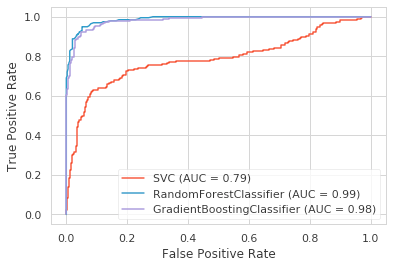 1.0
0.8
0.6
0.4
0.2
0.0
True Positive Rate
SVC (AUC = 0.79)
RandomForestClassifier (AUC = 0.99)
GradientBoostingClassifier (AUC = 0.98)
0.0 0.2 0.4 0.6 0.8 1.0
False Positive Rate